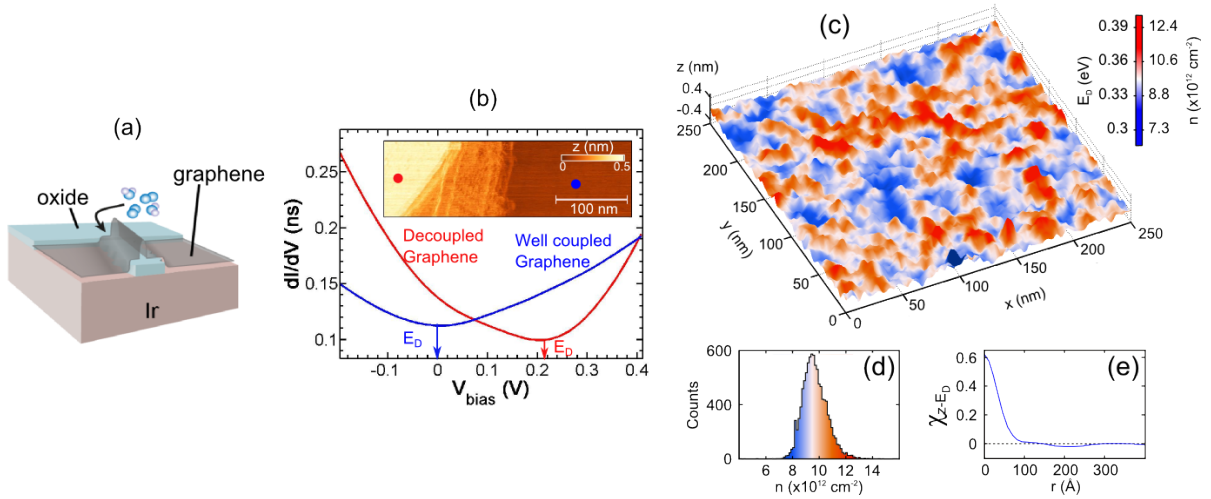 (a)
oxide
graphene
Ir
(b)
dI/dV (ns)
0.25
0.2
0.15
0.1
z (nm)
0
0.5
100 nm
Decoupled
Graphene
Well coupled
Graphene
E_D
E_D
-0.1
0
0.1
0.2
0.3
0.4
V_bias (V)
(c)
z (nm)
0.4
-0.4
250
200
150
100
50
0
y (nm)
0
50
100
150
200
250
x (nm)
E_D (eV)
0.39
0.36
0.33
0.3
n (x10^12 cm^-2)
12.4
10.6
8.8
7.3
(d)
Counts
600
400
200
0
6
8
10
12
14
n (x10^12 cm^-2)
(e)
χ_Z-E_D
0.6
0.4
0.2
0
0
100
200
300
r (Å)